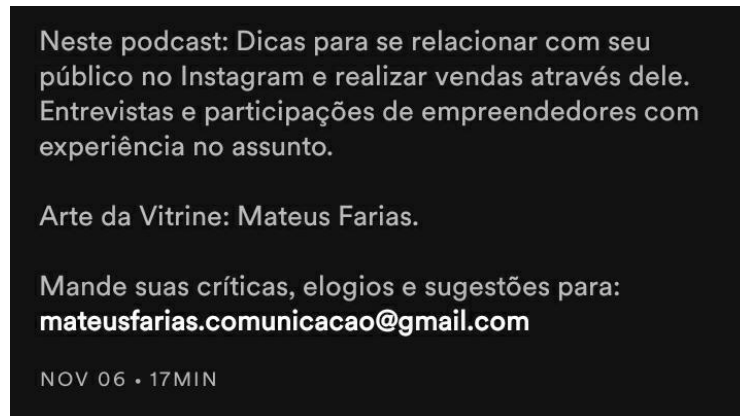 Neste podcast: Dicas para se relacionar com seu
público no Instagram e realizar vendas através dele.
Entrevistas e participações de empreendedores com
experiência no assunto.
Arte da Vitrine: Mateus Farias.
Mande suas críticas, elogios e sugestões para:
mateusfarias.comunicacao@gmail.com
NOV 06 • 17MIN